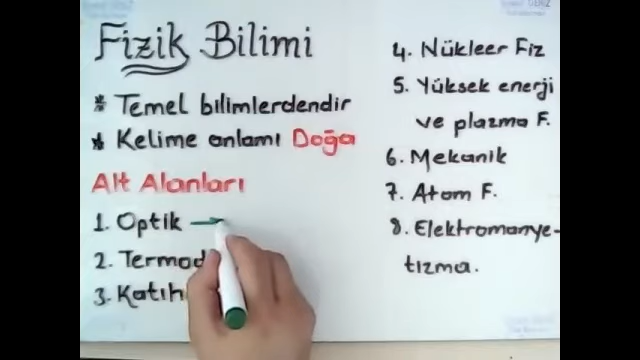 Fizik Bilimi
* Temel bilimlerdendir
* Kelime anlamı Doğa
Alt Alanları
1. Optik →
2. Termod
3. Katıh
4. Nükleer Fiz
5. Yüksek enerji
ve plazma F.
6. Mekanik
7. Atom F.
8. Elektromanye-
tizma.